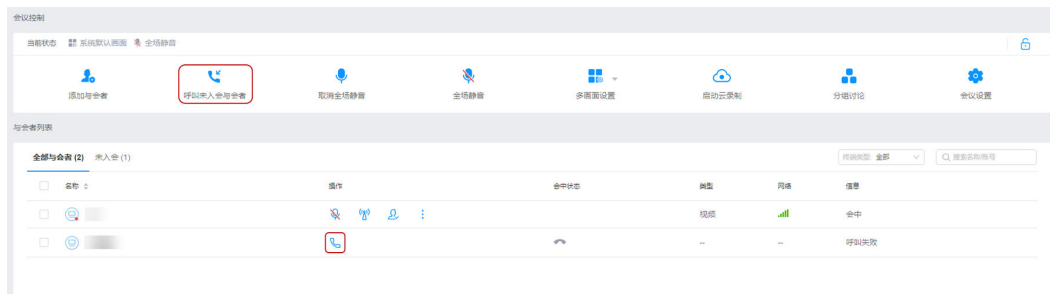 会议控制
当前状态 系统默认画面 全场静音
添加与会者 呼叫未入会与会者 取消全场静音 全场静音 多画面设置 启动云录制 分组讨论 会议设置
与会者列表
全部与会者 (2) 未入会 (1) 终端类型 全部 搜索名称/账号
名称 操作 会中状态 类型 网络 信息
视频 会中
-- -- 呼叫失败